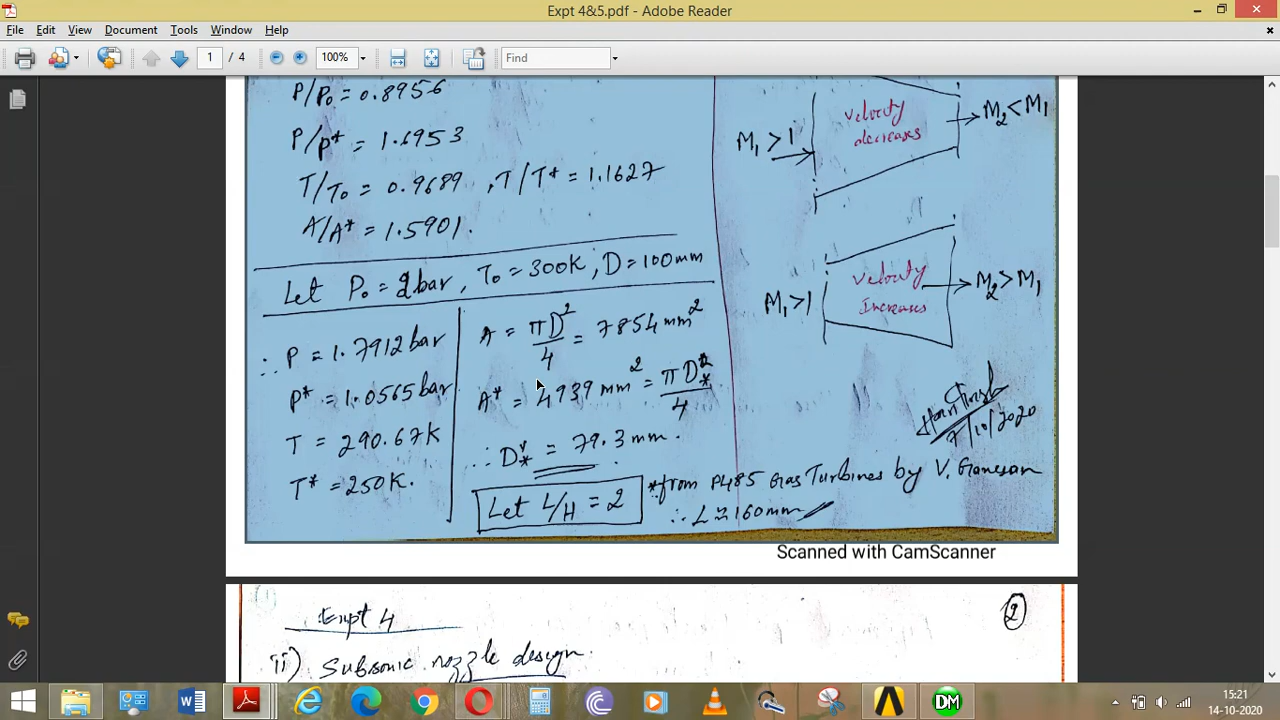 Expt 4&5.pdf - Adobe Reader
File Edit View Document Tools Window Help
1 / 4 100% Find
P/P₀ = 0.8956
P/P* = 1.6953
T/T₀ = 0.9689 , T/T* = 1.1627
A/A* = 1.5901.
Let P₀ = 2bar, T₀ = 300K, D = 100mm
∴ P = 1.7912 bar
P* = 1.0565 bar
T = 290.67K
T* = 250K.
A = πD²/4 = 7854 mm²
A* = 4939 mm² = πD*²/4
∴ D* = 79.3 mm.
Let L/H = 2
*from P485 Gas Turbines by V. Ganesan
∴ L ≈ 160mm
M₁ > 1
Velocity
decreases
M₂ < M₁
M₁ > 1
Velocity
Increases
M₂ > M₁
7/10/2020
Scanned with CamScanner
Expt 4
2
ii) Subsonic nozzle design.
DM
15:21
14-10-2020